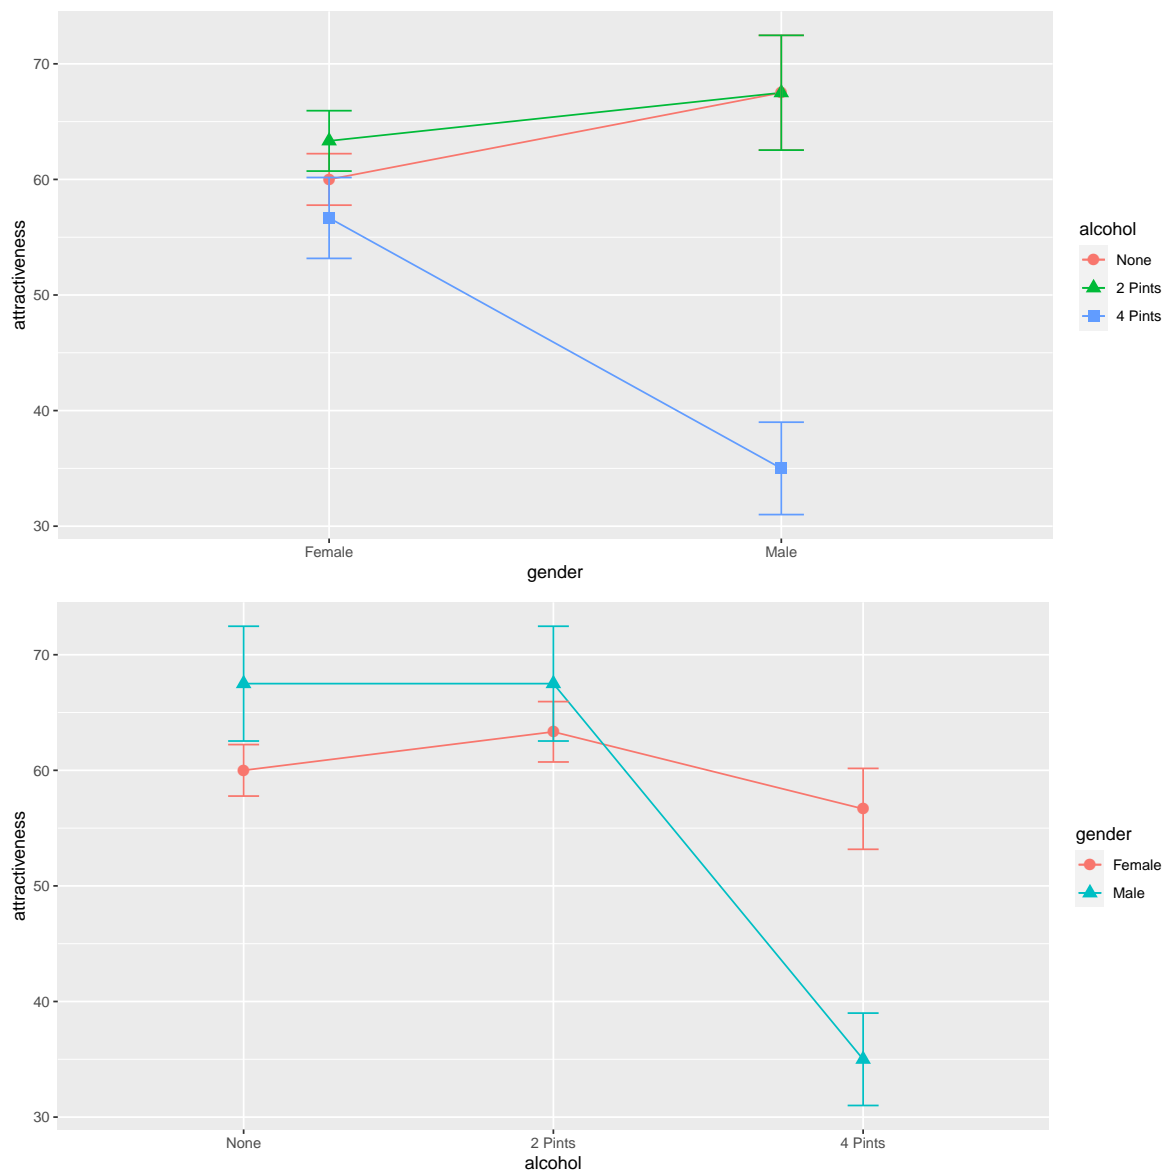 70
60
50
40
30
attractiveness
Female
Male
gender
alcohol
None
2 Pints
4 Pints
70
60
50
40
30
attractiveness
None
2 Pints
4 Pints
alcohol
gender
Female
Male